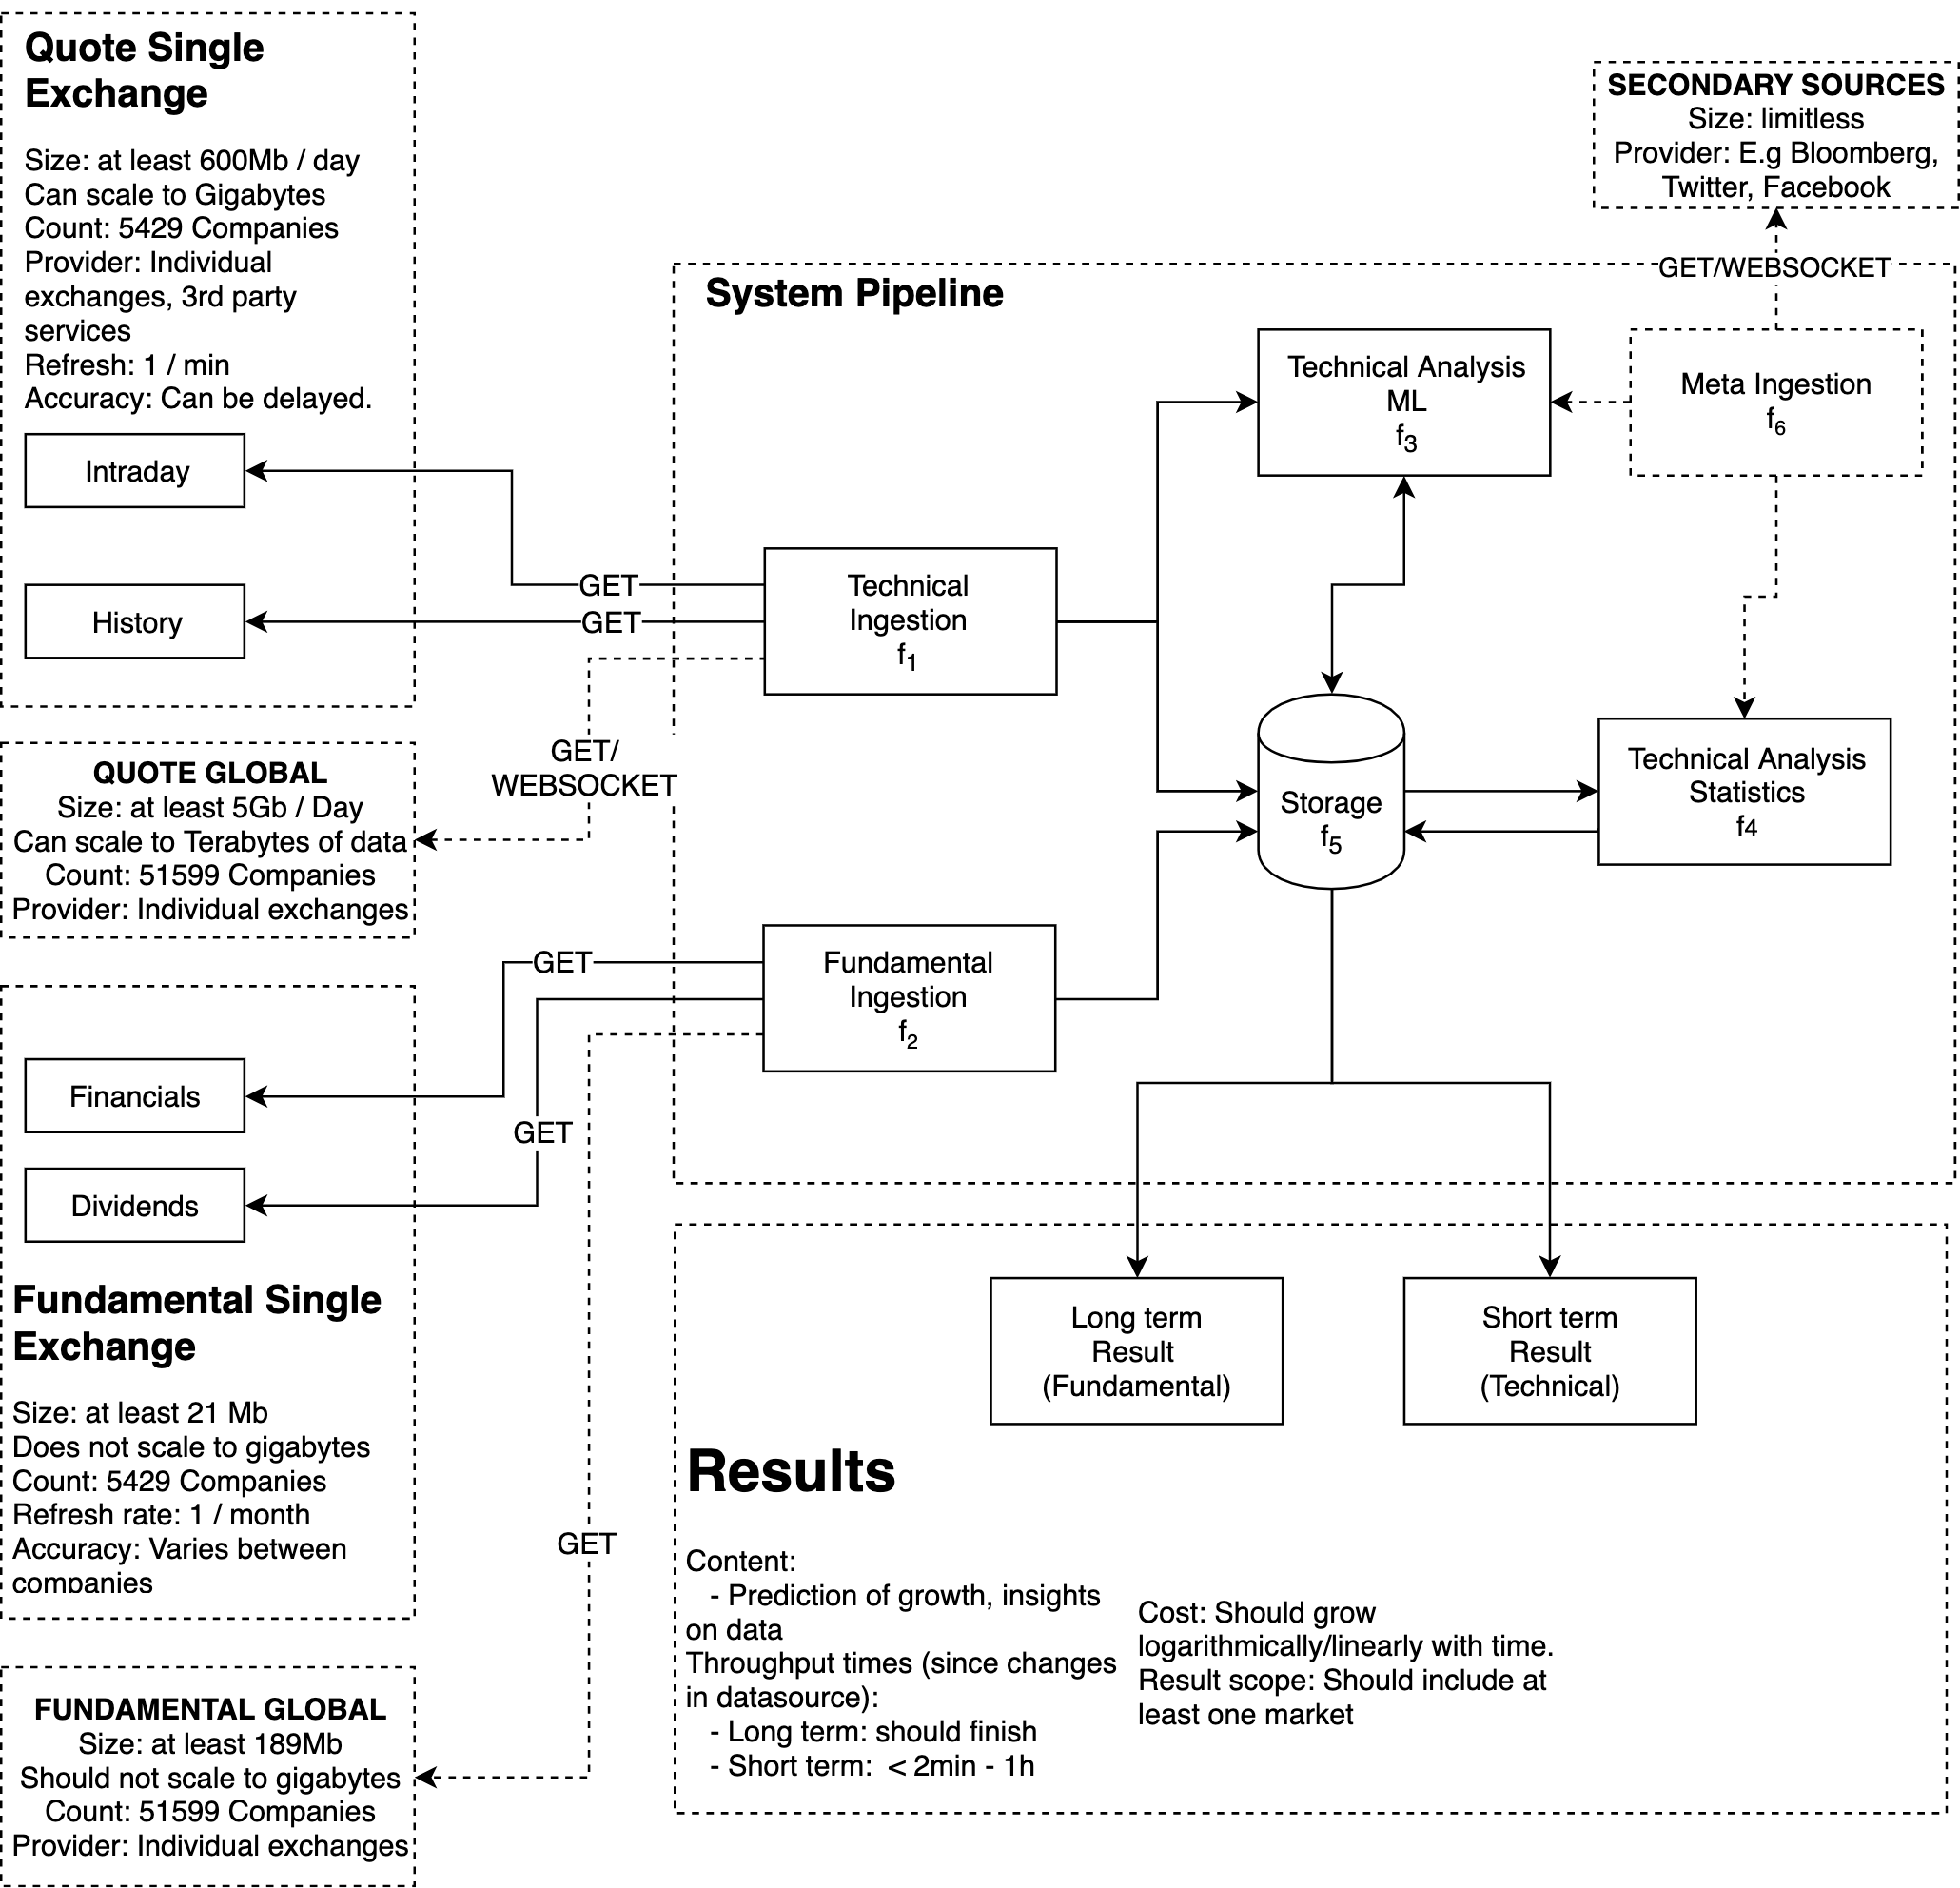 Quote Single
Exchange
Size: at least 600Mb / day
Can scale to Gigabytes
Count: 5429 Companies
Provider: Individual
exchanges, 3rd party
services
Refresh: 1 / min
Accuracy: Can be delayed.
Intraday
History
QUOTE GLOBAL
Size: at least 5Gb / Day
Can scale to Terabytes of data
Count: 51599 Companies
Provider: Individual exchanges
Financials
Dividends
Fundamental Single
Exchange
Size: at least 21 Mb
Does not scale to gigabytes
Count: 5429 Companies
Refresh rate: 1 / month
Accuracy: Varies between
companies
FUNDAMENTAL GLOBAL
Size: at least 189Mb
Should not scale to gigabytes
Count: 51599 Companies
Provider: Individual exchanges
GET
GET
GET/
WEBSOCKET
GET
GET
GET
System Pipeline
Technical
Ingestion
f1
Fundamental
Ingestion
f2
Technical Analysis
ML
f3
Storage
f5
Technical Analysis
Statistics
f4
Meta Ingestion
f6
GET/WEBSOCKET
SECONDARY SOURCES
Size: limitless
Provider: E.g Bloomberg,
Twitter, Facebook
Long term
Result
(Fundamental)
Short term
Result
(Technical)
Results
Content:
- Prediction of growth, insights
on data
Throughput times (since changes
in datasource):
- Long term: should finish
- Short term: < 2min - 1h
Cost: Should grow
logarithmically/linearly with time.
Result scope: Should include at
least one market